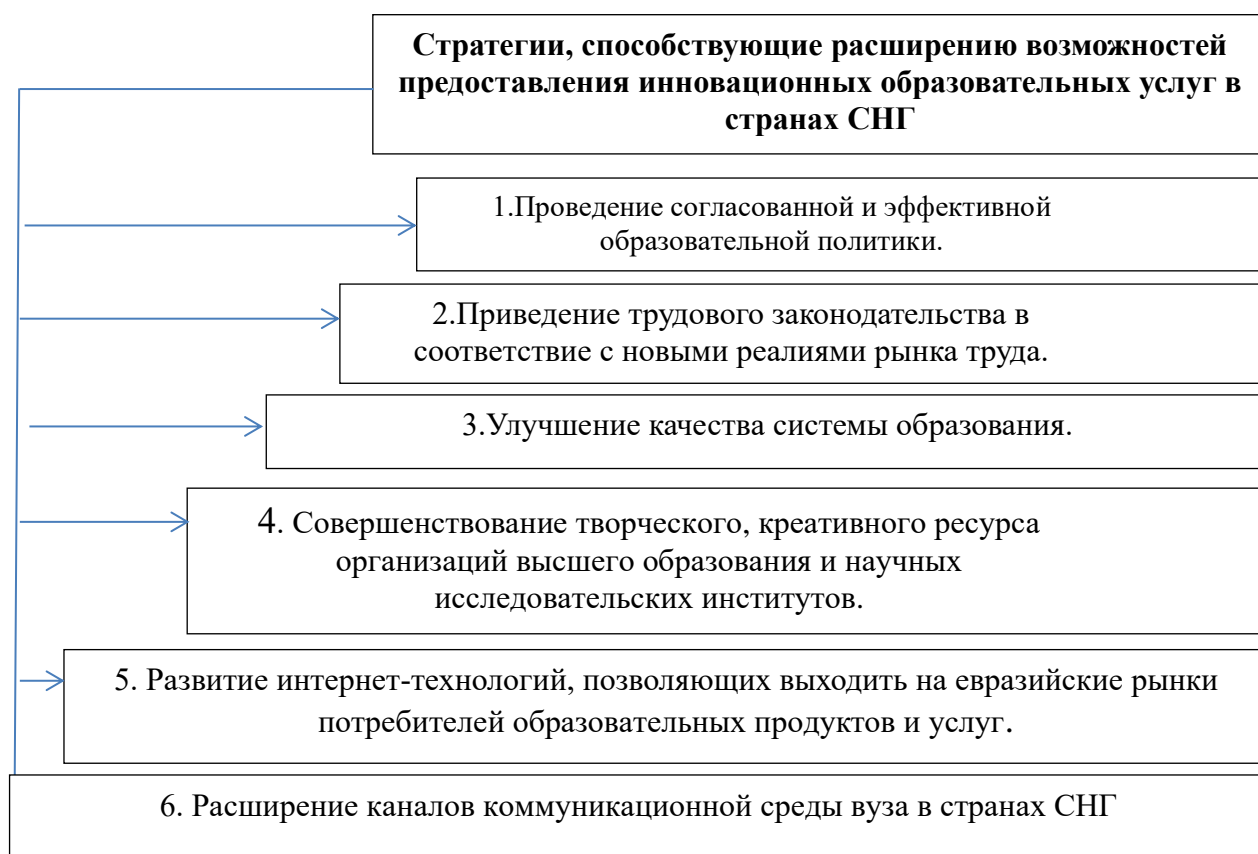 Стратегии, способствующие расширению возможностей
предоставления инновационных образовательных услуг в
странах СНГ
1.Проведение согласованной и эффективной
образовательной политики.
2.Приведение трудового законодательства в
соответствие с новыми реалиями рынка труда.
3.Улучшение качества системы образования.
4. Совершенствование творческого, креативного ресурса
организаций высшего образования и научных
исследовательских институтов.
5. Развитие интернет-технологий, позволяющих выходить на евразийские рынки
потребителей образовательных продуктов и услуг.
6. Расширение каналов коммуникационной среды вуза в странах СНГ